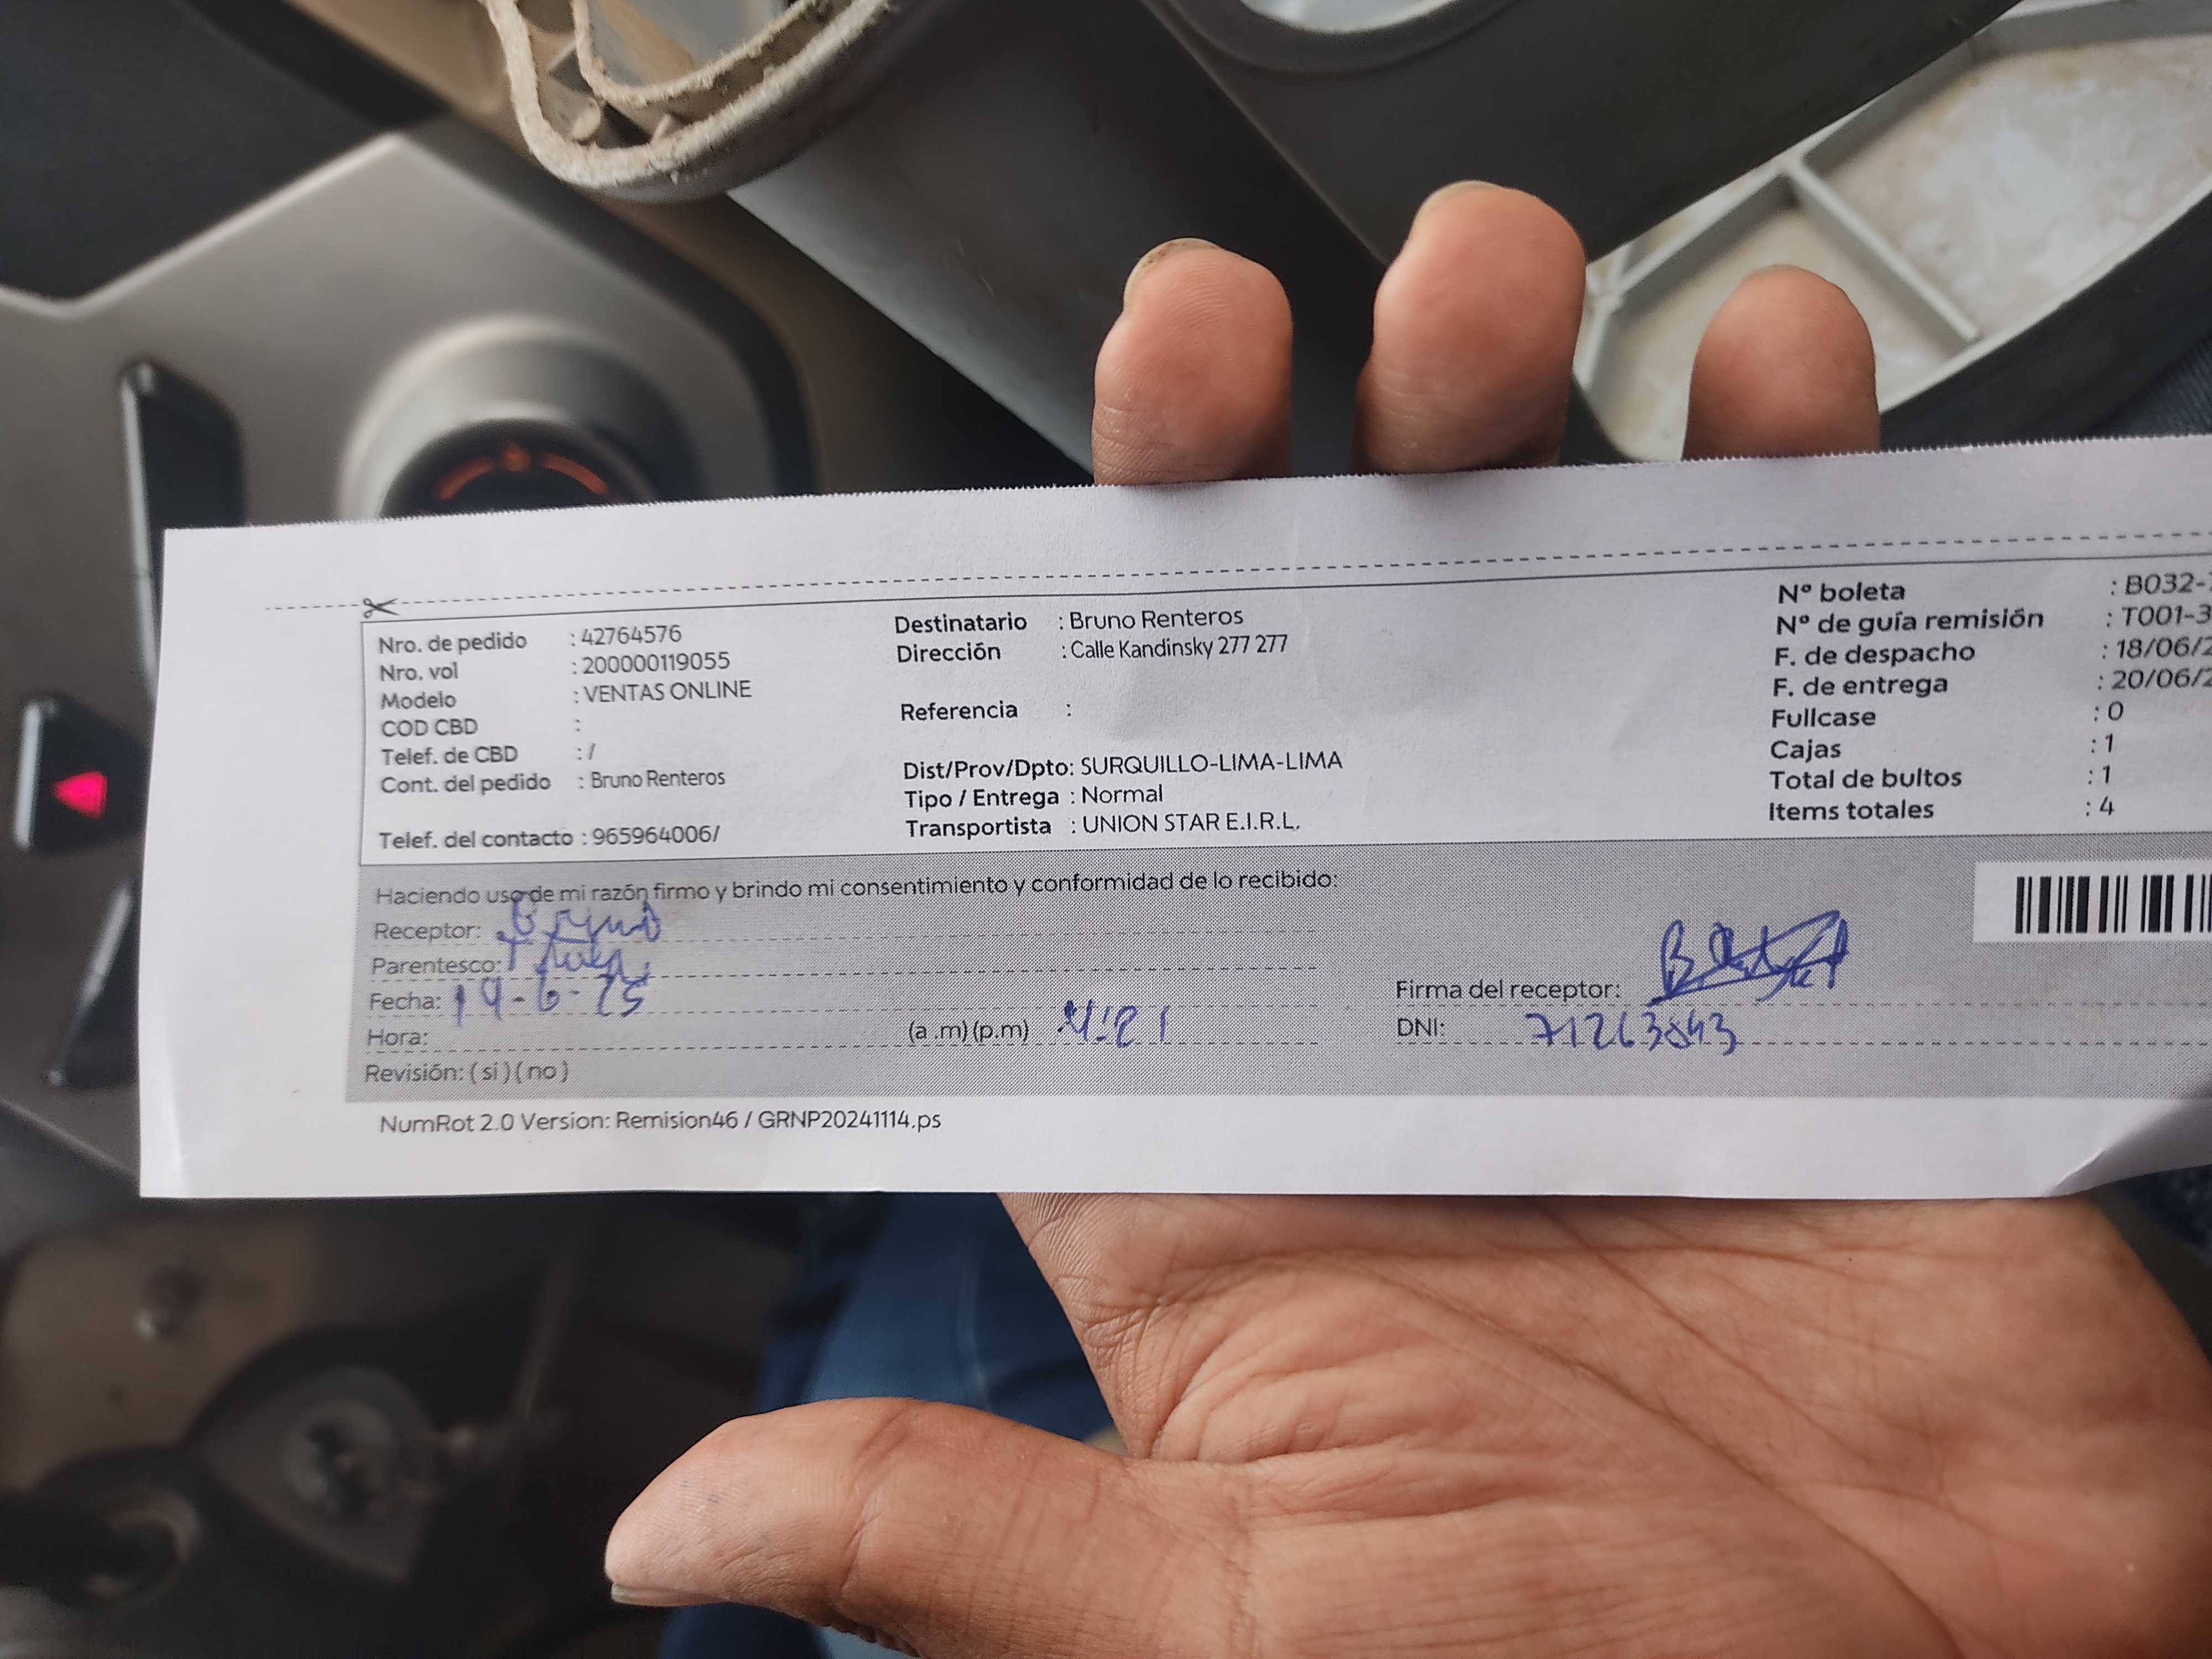 Nro. de pedido : 42764576
Nro. vol : 200000119055
Modelo : VENTAS ONLINE
COD CBD :
Telef. de CBD : /
Cont. del pedido : Bruno Renteros
Telef. del contacto : 965964006/
Destinatario : Bruno Renteros
Dirección : Calle Kandinsky 277 277
Referencia :
Dist/Prov/Dpto: SURQUILLO-LIMA-LIMA
Tipo / Entrega : Normal
Transportista : UNION STAR E.I.R.L.
Nº boleta : B032-
Nº de guía remisión : T001-3
F. de despacho : 18/06/2
F. de entrega : 20/06/2
Fullcase : 0
Cajas : 1
Total de bultos : 1
Items totales : 4
Haciendo uso de mi razón firmo y brindo mi consentimiento y conformidad de lo recibido:
Receptor: Bruno
Parentesco: Titular
Fecha: 19-6-25
Hora: (a .m) (p.m) 4:21
Revisión: ( si ) ( no )
Firma del receptor:
DNI: 71263843
NumRot 2.0 Version: Remision46 / GRNP20241114.ps